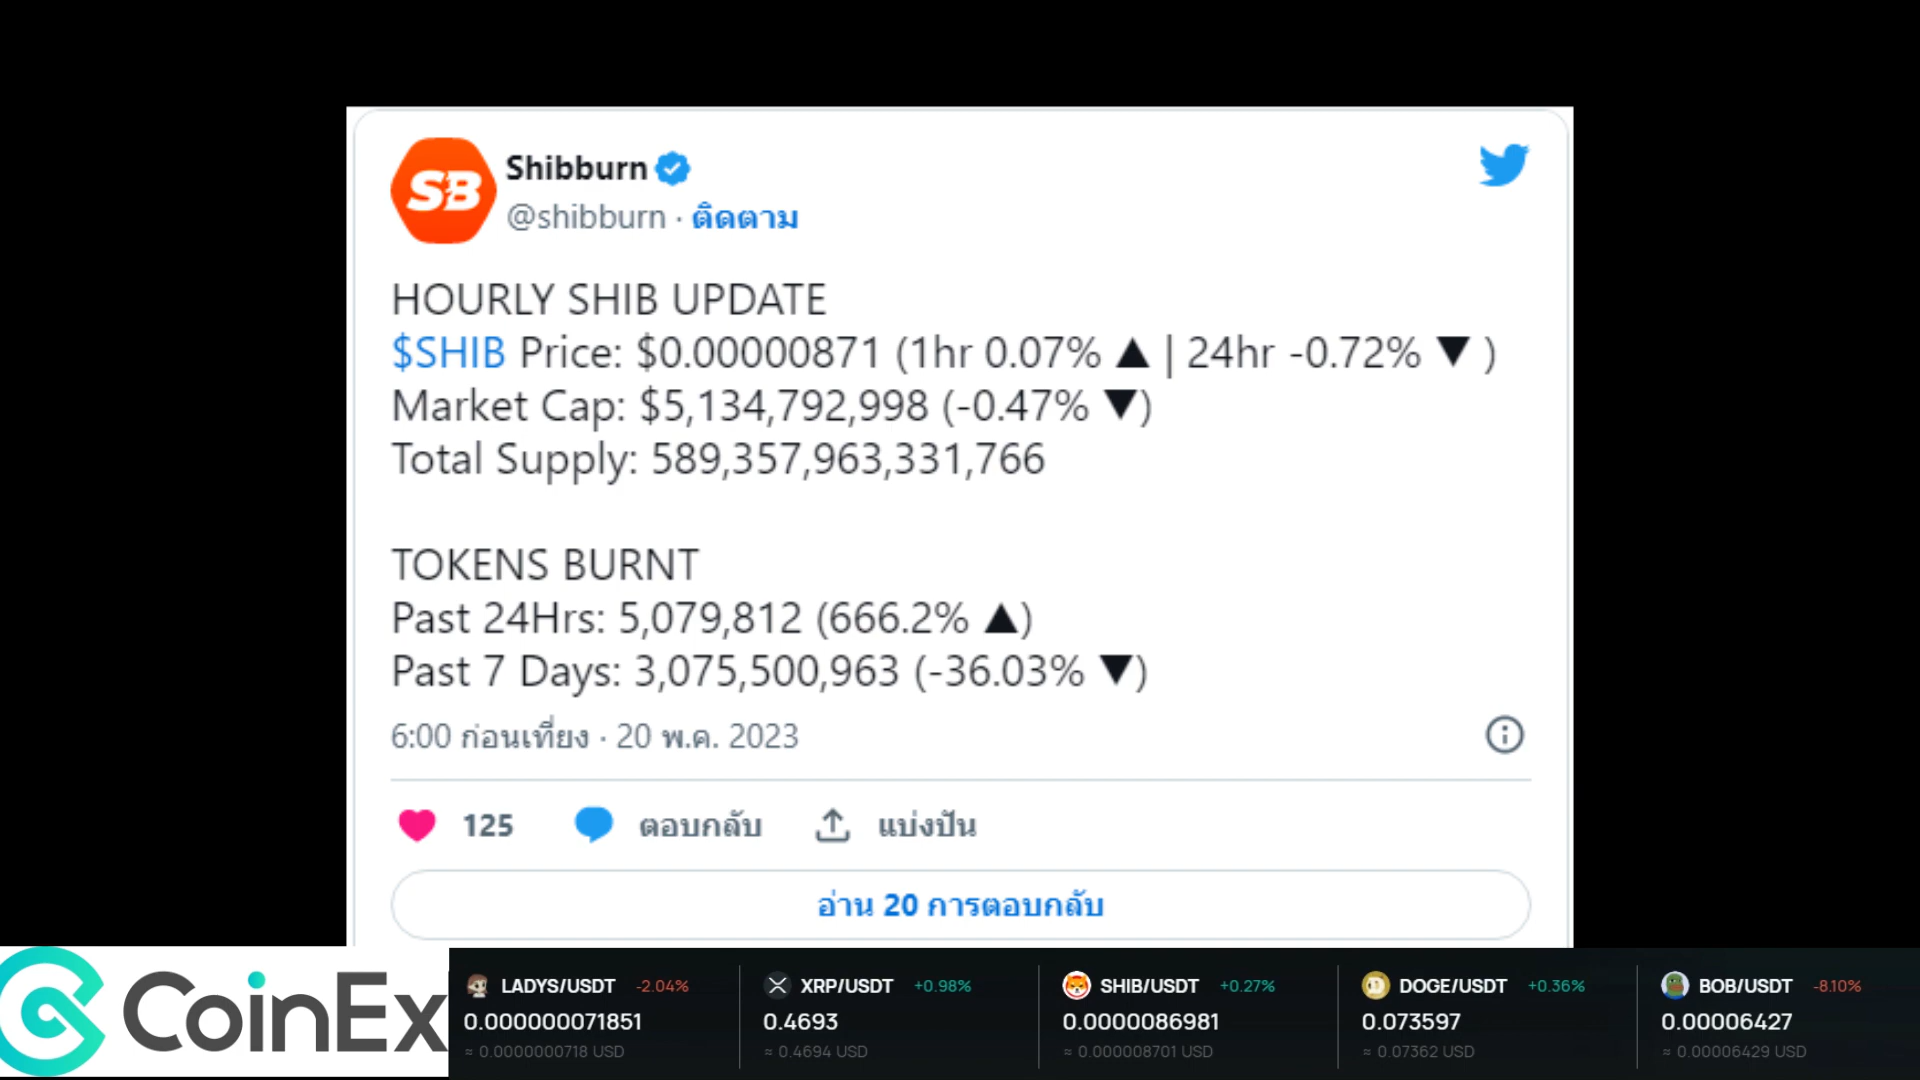 SB
Shibburn
@shibburn · ติดตาม
HOURLY SHIB UPDATE
$SHIB Price: $0.00000871 (1hr 0.07% ▲ | 24hr -0.72% ▼ )
Market Cap: $5,134,792,998 (-0.47% ▼)
Total Supply: 589,357,963,331,766
TOKENS BURNT
Past 24Hrs: 5,079,812 (666.2% ▲)
Past 7 Days: 3,075,500,963 (-36.03% ▼)
6:00 ก่อนเที่ยง · 20 พ.ค. 2023
125 ตอบกลับ แบ่งปัน
อ่าน 20 การตอบกลับ
CoinEx
LADYS/USDT -2.04%
0.000000071851
≈ 0.0000000718 USD
XRP/USDT +0.98%
0.4693
≈ 0.4694 USD
SHIB/USDT +0.27%
0.0000086981
≈ 0.000008701 USD
DOGE/USDT +0.36%
0.073597
≈ 0.07362 USD
BOB/USDT -8.10%
0.00006427
≈ 0.00006429 USD